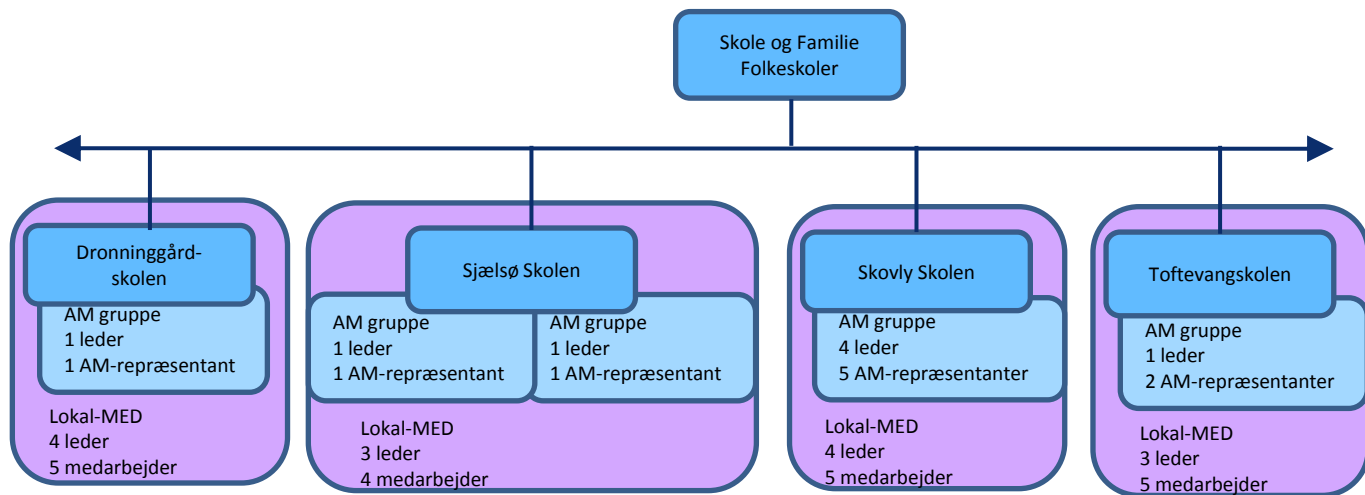 Skole og Familie
Folkeskoler
Dronninggård-
skolen
AM gruppe
1 leder
1 AM-repræsentant
Lokal-MED
4 leder
5 medarbejder
Sjælsø Skolen
AM gruppe
1 leder
1 AM-repræsentant
AM gruppe
1 leder
1 AM-repræsentant
Lokal-MED
3 leder
4 medarbejder
Skovly Skolen
AM gruppe
4 leder
5 AM-repræsentanter
Lokal-MED
4 leder
5 medarbejder
Toftevangskolen
AM gruppe
1 leder
2 AM-repræsentanter
Lokal-MED
3 leder
5 medarbejder